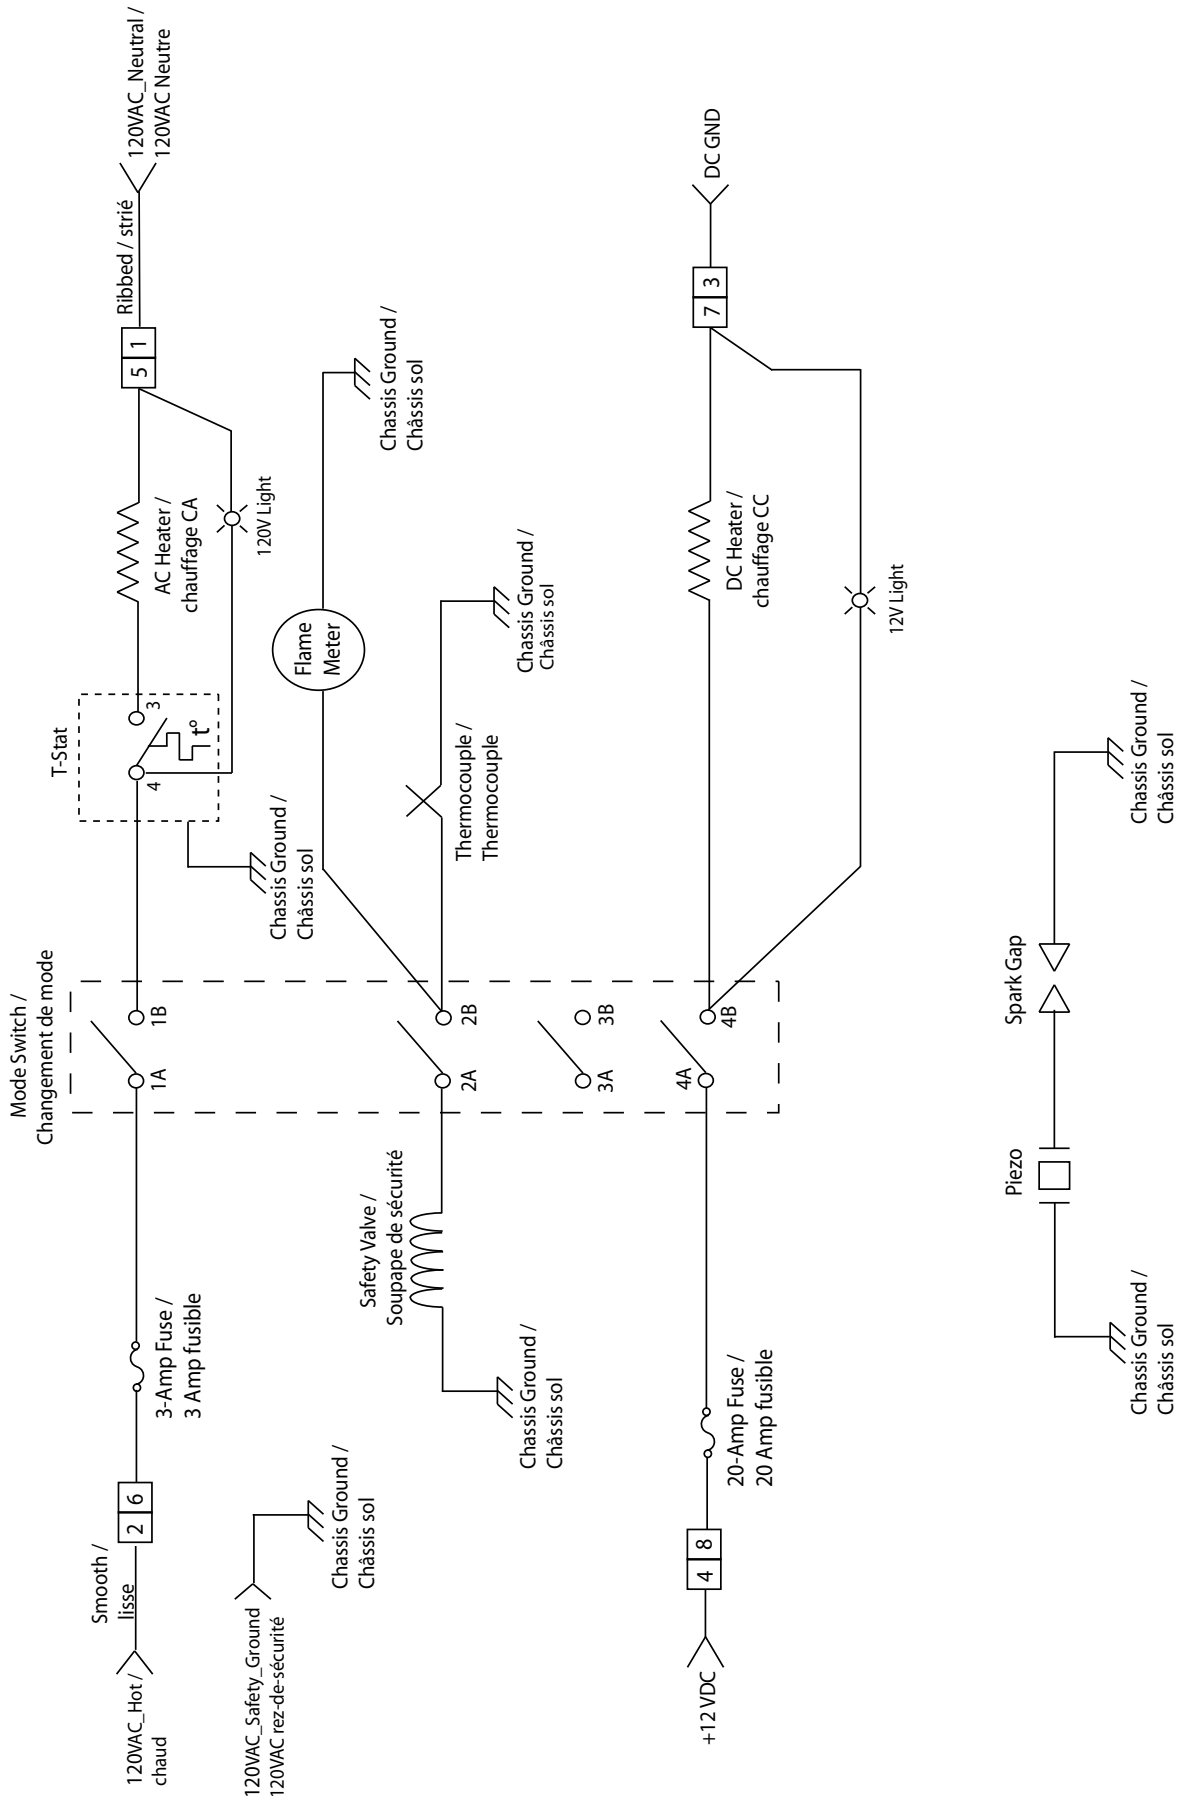 120VAC_Hot /
chaud
Smooth /
lisse
2 6
3-Amp Fuse /
3 Amp fusible
Mode Switch /
Changement de mode
1A
1B
T-Stat
4
3
t°
AC Heater /
chauffage CA
120V Light
5 1
Ribbed / strié
120VAC_Neutral /
120VAC Neutre
120VAC_Safety_Ground
120VAC rez-de-sécurité
Chassis Ground /
Châssis sol
Chassis Ground /
Châssis sol
Flame
Meter
Chassis Ground /
Châssis sol
Safety Valve /
Soupape de sécurité
Chassis Ground /
Châssis sol
2A
2B
Thermocouple /
Thermocouple
Chassis Ground /
Châssis sol
3A
3B
+12 VDC
4 8
20-Amp Fuse /
20 Amp fusible
4A
4B
DC Heater /
chauffage CC
12V Light
7 3
DC GND
Chassis Ground /
Châssis sol
Piezo
Spark Gap
Chassis Ground /
Châssis sol